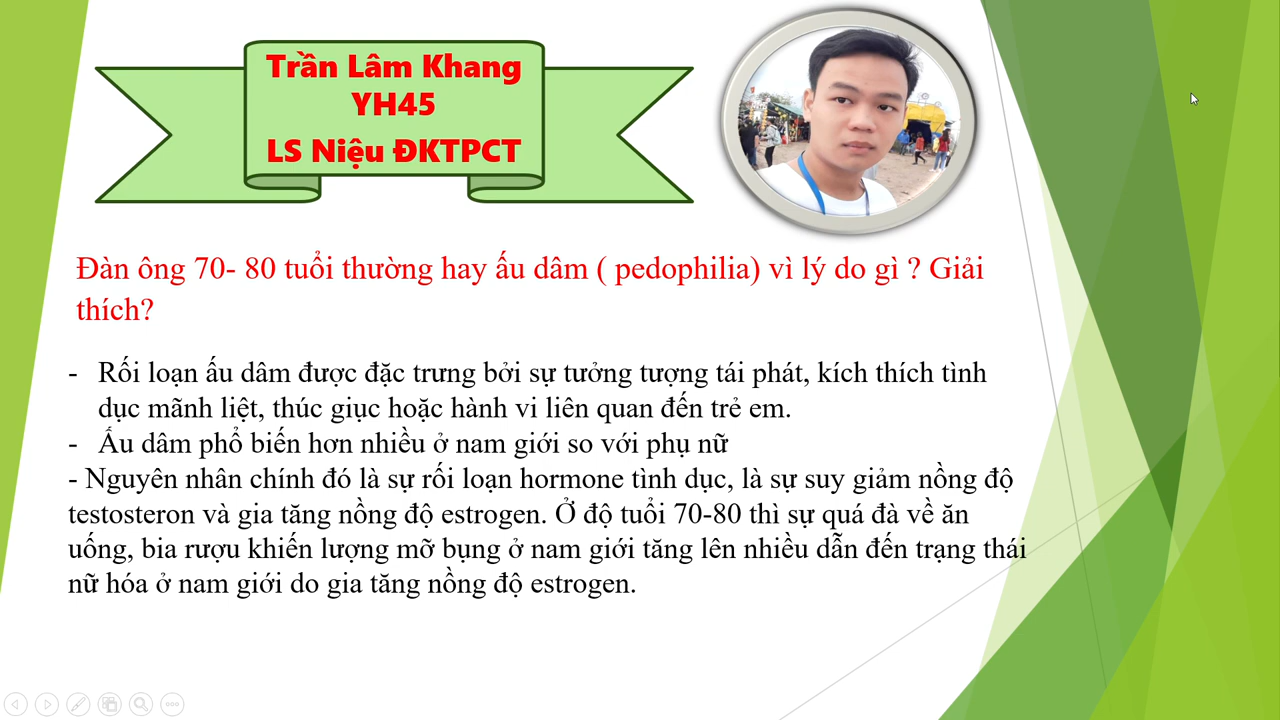 Trần Lâm Khang
YH45
LS Niệu ĐKTPCT
Đàn ông 70- 80 tuổi thường hay ấu dâm ( pedophilia) vì lý do gì ? Giải
thích?
- Rối loạn ấu dâm được đặc trưng bởi sự tưởng tượng tái phát, kích thích tình
dục mãnh liệt, thúc giục hoặc hành vi liên quan đến trẻ em.
- Ấu dâm phổ biến hơn nhiều ở nam giới so với phụ nữ
- Nguyên nhân chính đó là sự rối loạn hormone tình dục, là sự suy giảm nồng độ
testosteron và gia tăng nồng độ estrogen. Ở độ tuổi 70-80 thì sự quá đà về ăn
uống, bia rượu khiến lượng mỡ bụng ở nam giới tăng lên nhiều dẫn đến trạng thái
nữ hóa ở nam giới do gia tăng nồng độ estrogen.